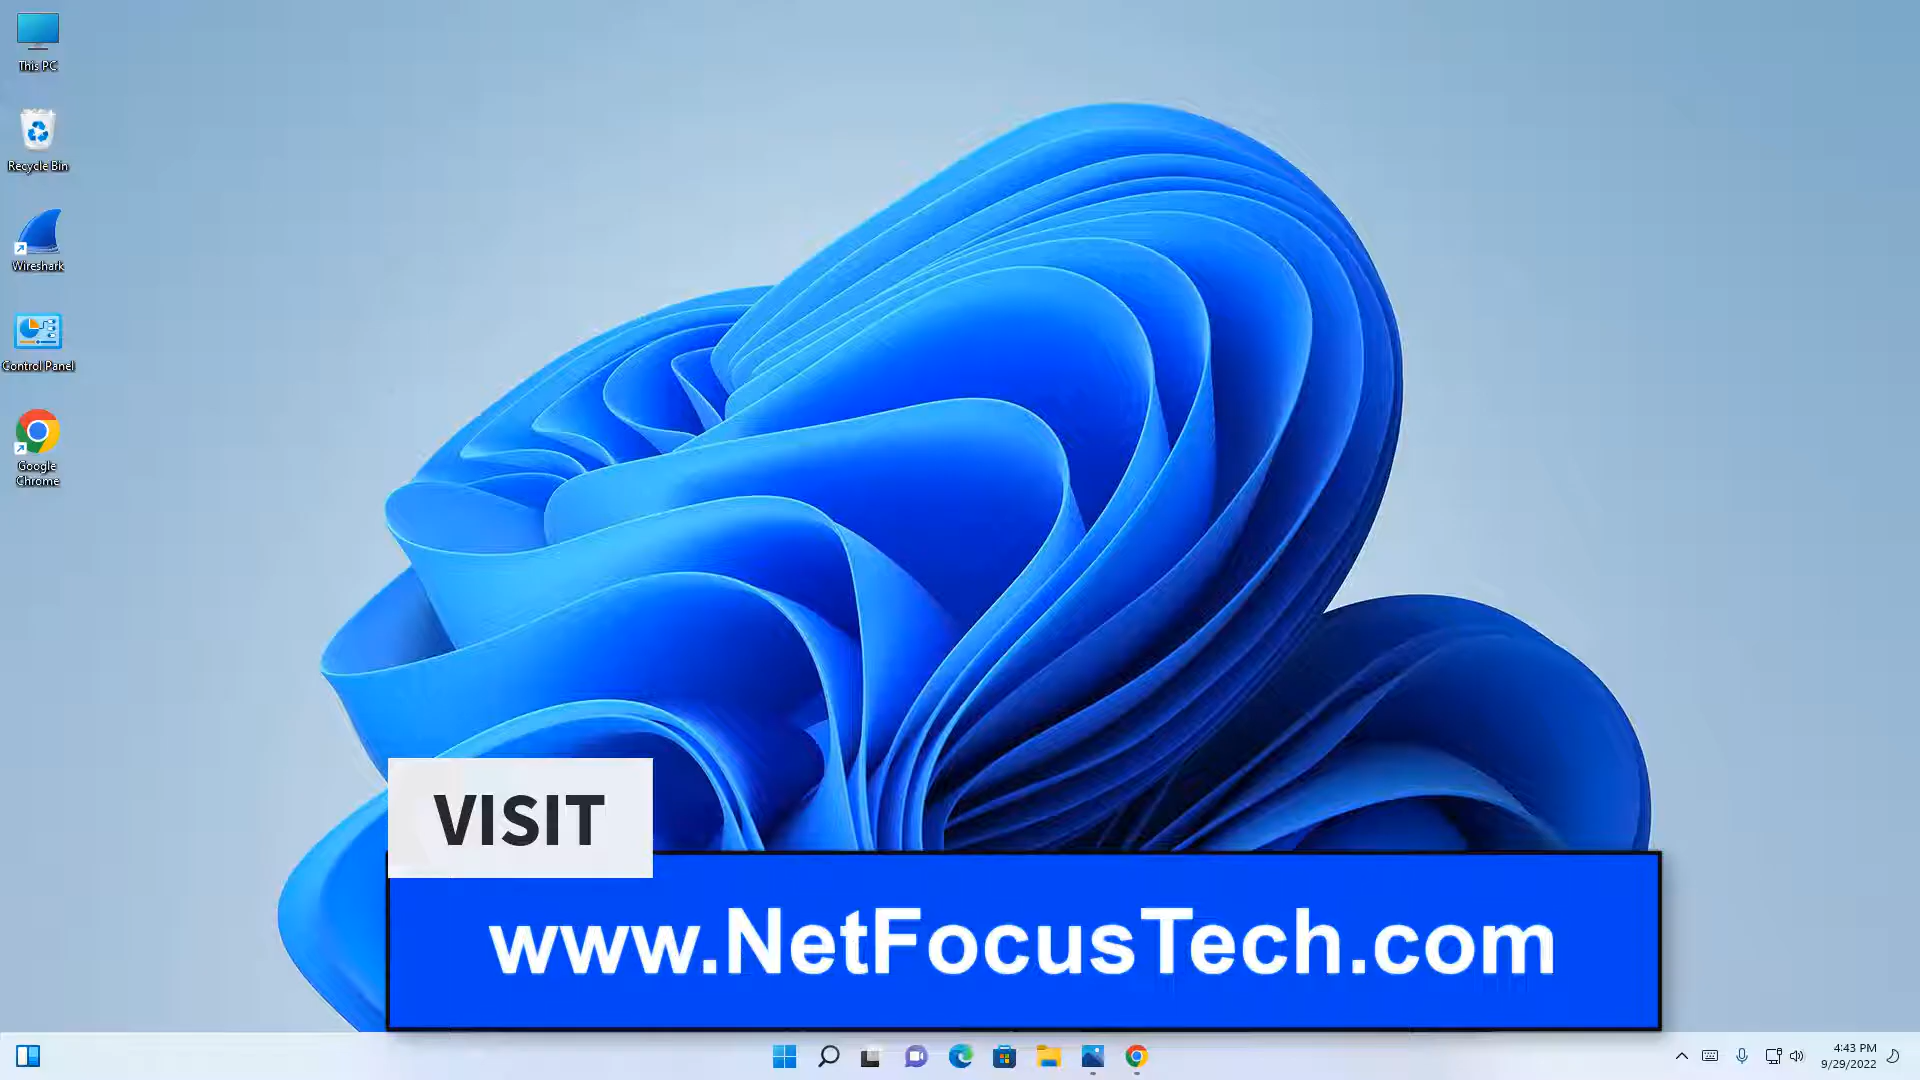 This PC
Recycle Bin
Wireshark
Control Panel
Google
Chrome
VISIT
www.NetFocusTech.com
4:43 PM
9/29/2022